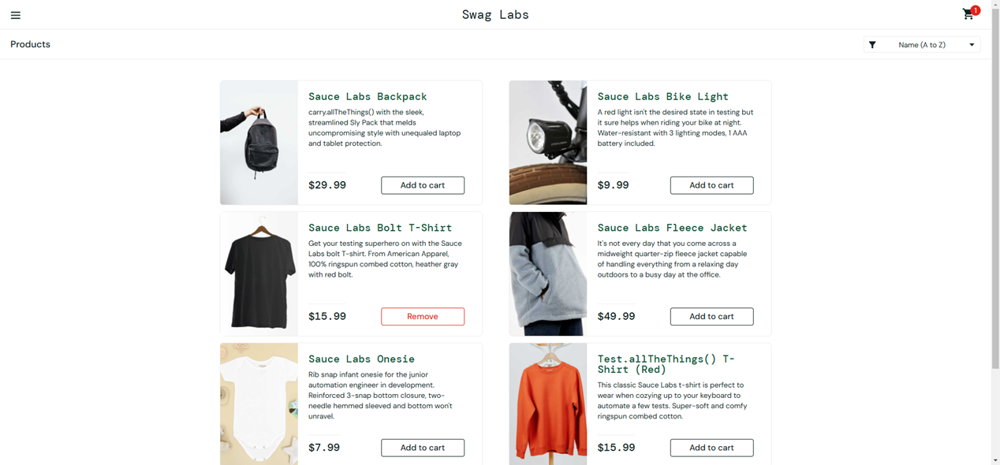 Swag Labs
1
Products
Name (A to Z)
Sauce Labs Backpack
carry.allTheThings() with the sleek,
streamlined Sly Pack that melds
uncompromising style with unequaled laptop
and tablet protection.
$29.99
Add to cart
Sauce Labs Bike Light
A red light isn't the desired state in testing but
it sure helps when riding your bike at night.
Water-resistant with 3 lighting modes, 1 AAA
battery included.
$9.99
Add to cart
Sauce Labs Bolt T-Shirt
Get your testing superhero on with the Sauce
Labs bolt T-shirt. From American Apparel,
100% ringspun combed cotton, heather gray
with red bolt.
$15.99
Remove
Sauce Labs Fleece Jacket
It's not every day that you come across a
midweight quarter-zip fleece jacket capable
of handling everything from a relaxing day
outdoors to a busy day at the office.
$49.99
Add to cart
Sauce Labs Onesie
Rib snap infant onesie for the junior
automation engineer in development.
Reinforced 3-snap bottom closure, two-
needle hemmed sleeved and bottom won't
unravel.
$7.99
Add to cart
Test.allTheThings() T-
Shirt (Red)
This classic Sauce Labs t-shirt is perfect to
wear when cozying up to your keyboard to
automate a few tests. Super-soft and comfy
ringspun combed cotton.
$15.99
Add to cart